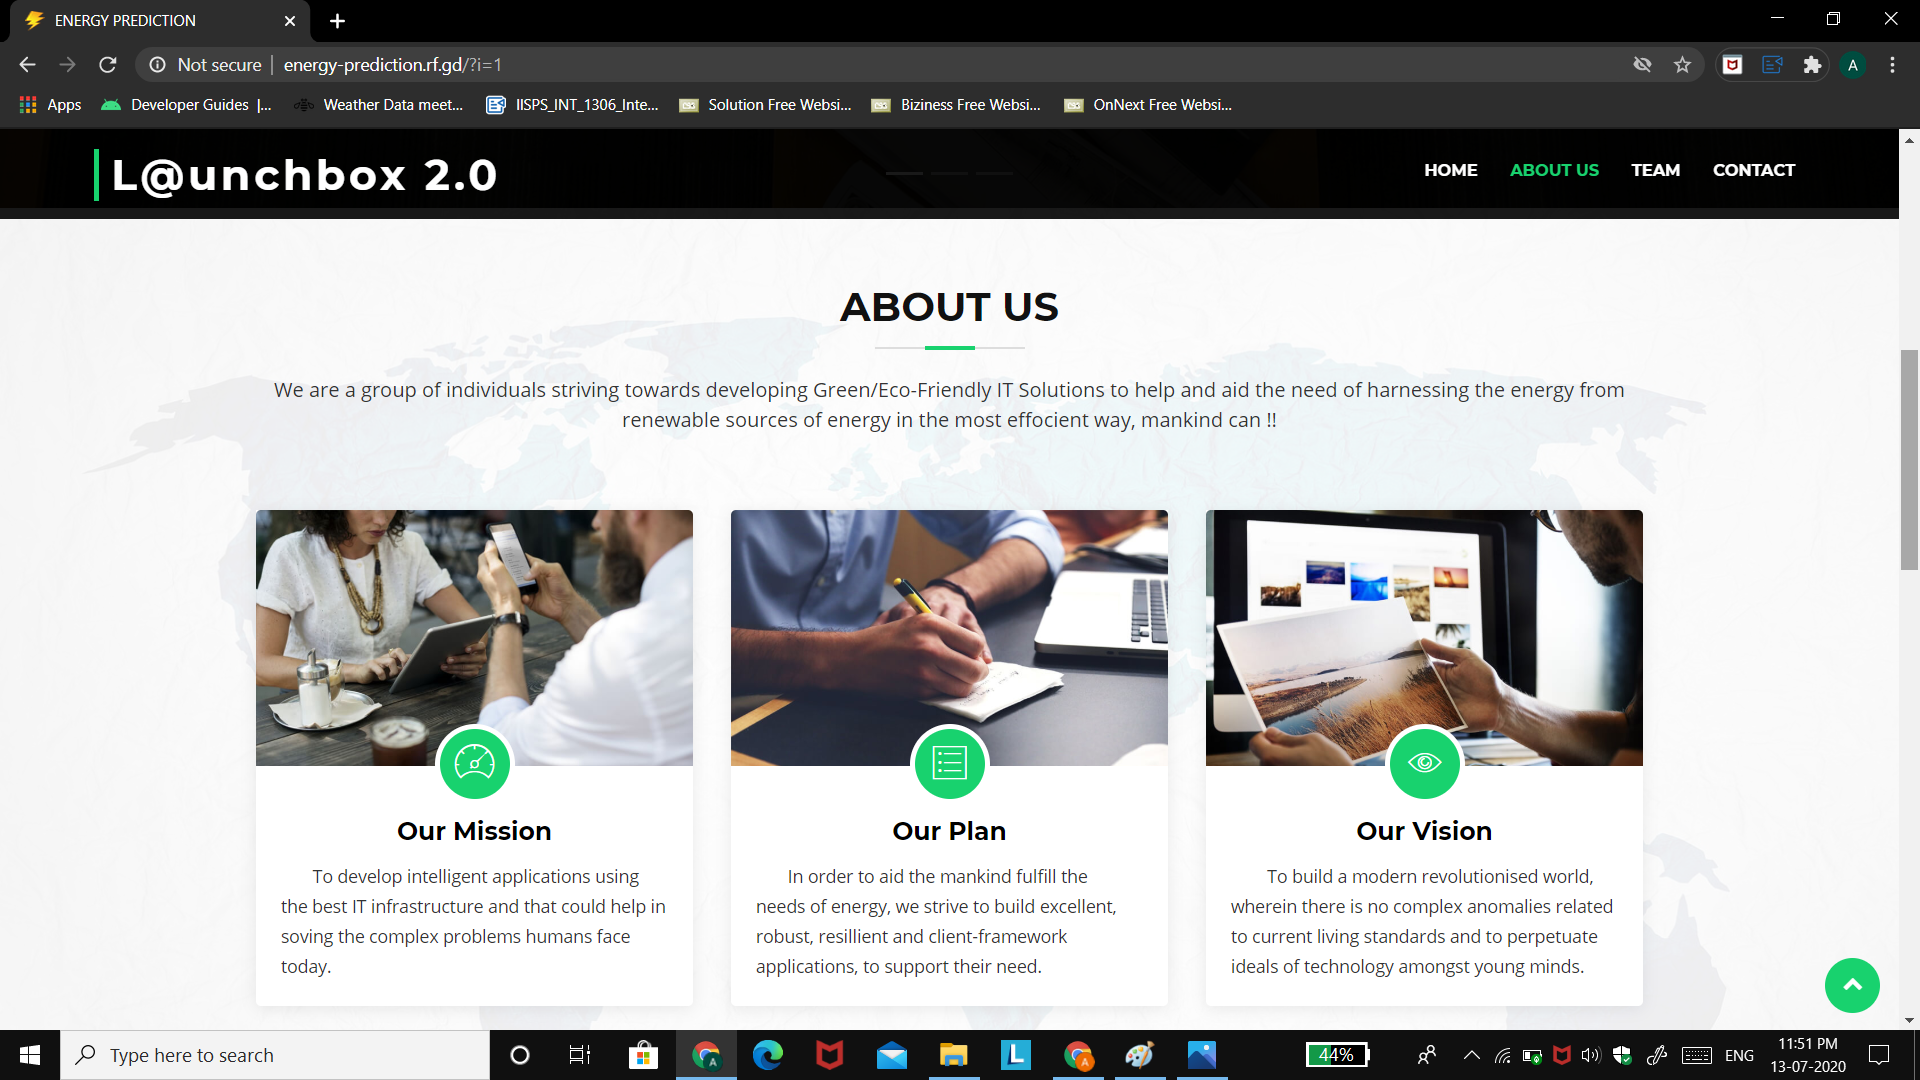 ENERGY PREDICTION
Not secure | energy-prediction.rf.gd/?i=1
A
Apps
Developer Guides |...
Weather Data meet...
IISPS_INT_1306_Inte...
Solution Free Websi...
Biziness Free Websi...
OnNext Free Websi...
L@unchbox 2.0
HOME
ABOUT US
TEAM
CONTACT
ABOUT US
We are a group of individuals striving towards developing Green/Eco-Friendly IT Solutions to help and aid the need of harnessing the energy from
renewable sources of energy in the most effocient way, mankind can !!
Our Mission
To develop intelligent applications using
the best IT infrastructure and that could help in
soving the complex problems humans face
today.
Our Plan
In order to aid the mankind fulfill the
needs of energy, we strive to build excellent,
robust, resillient and client-framework
applications, to support their need.
Our Vision
To build a modern revolutionised world,
wherein there is no complex anomalies related
to current living standards and to perpetuate
ideals of technology amongst young minds.
Type here to search
A
L
A
44%
ENG
11:51 PM
13-07-2020